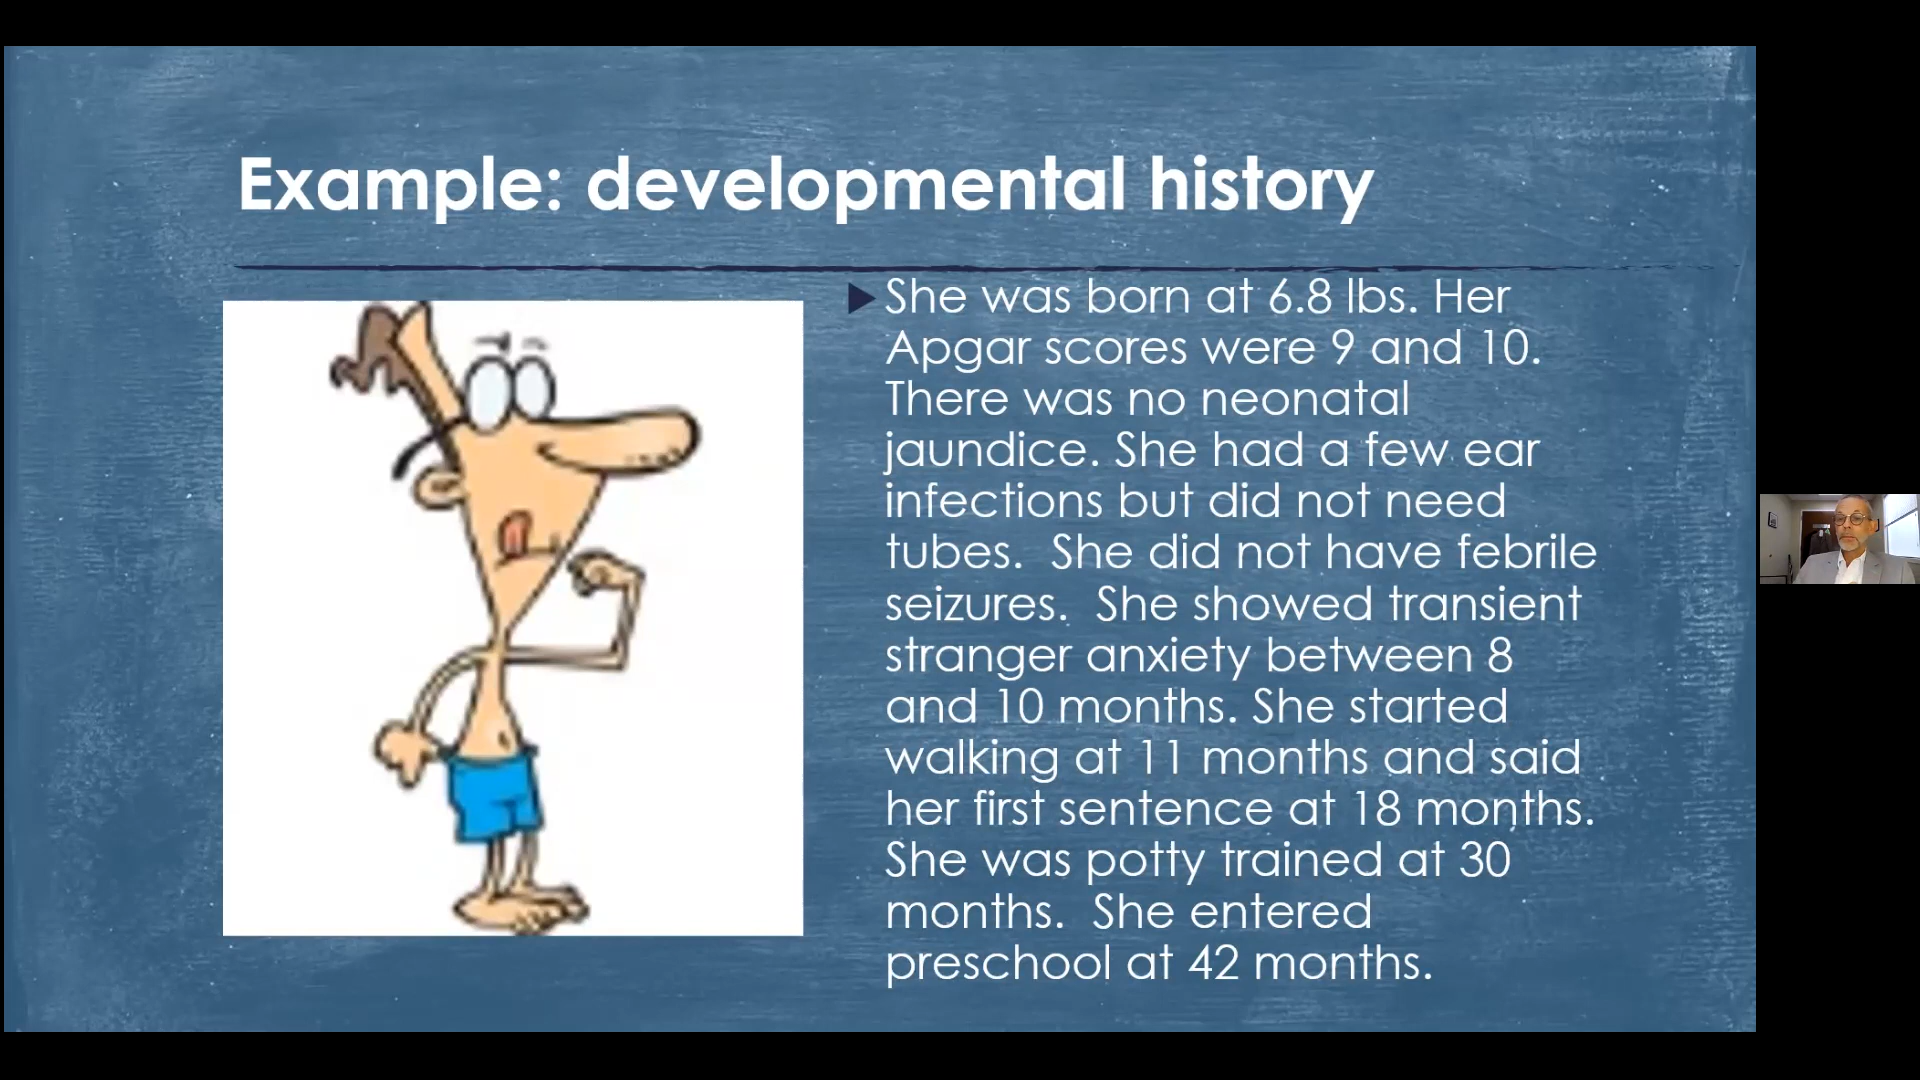 Example: developmental history
She was born at 6.8 lbs. Her
Apgar scores were 9 and 10.
There was no neonatal
jaundice. She had a few ear
infections but did not need
tubes.  She did not have febrile
seizures.  She showed transient
stranger anxiety between 8
and 10 months. She started
walking at 11 months and said
her first sentence at 18 months.
She was potty trained at 30
months.  She entered
preschool at 42 months.